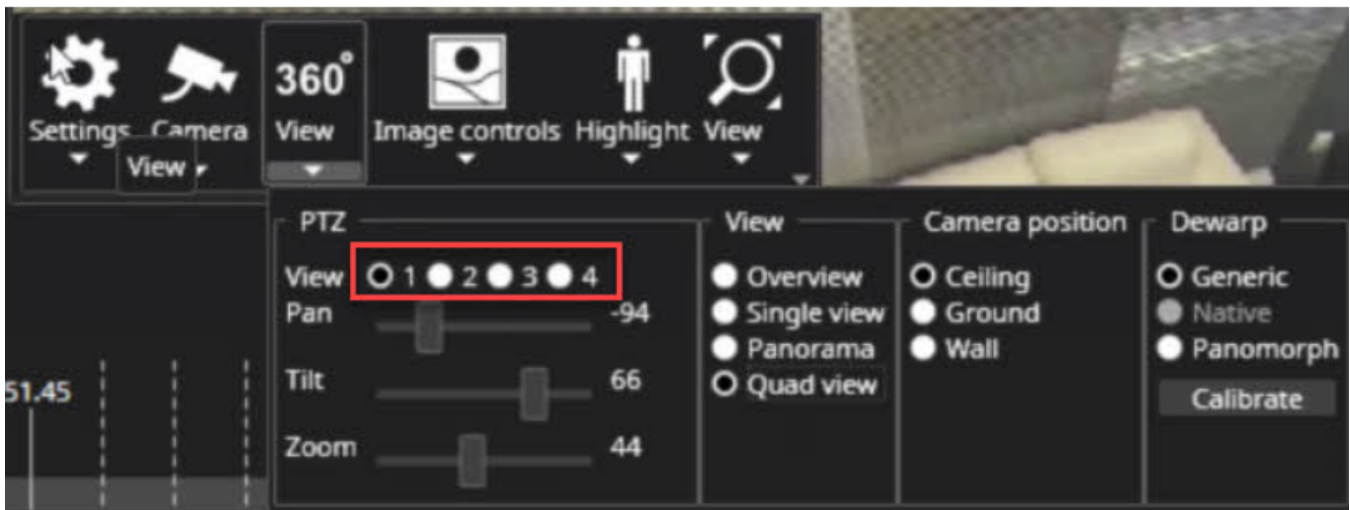 360°
Settings Camera View Image controls Highlight View
View
PTZ
View 1 2 3 4
Pan -94
Tilt 66
Zoom 44
View
Overview
Single view
Panorama
Quad view
Camera position
Ceiling
Ground
Wall
Dewarp
Generic
Native
Panomorph
Calibrate
51.45